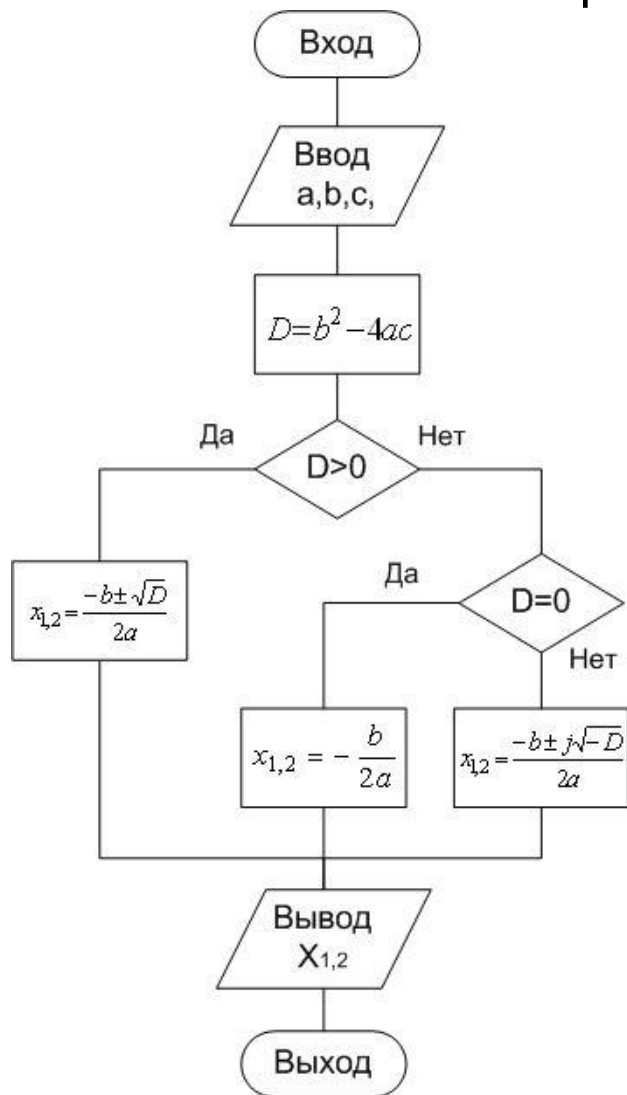 Вход
Ввод
a,b,c,
D=b²−4ac
Да
Нет
D>0
x₁,₂=(−b±√D)/2a
Да
D=0
Нет
x₁,₂ = − b/2a
x₁,₂=(−b±j√−D)/2a
Вывод
X₁,₂
Выход